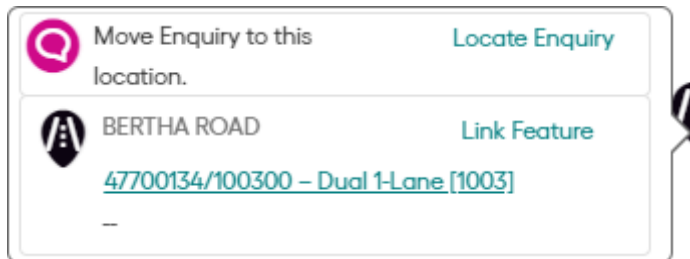 Move Enquiry to this Locate Enquiry
location.
BERTHA ROAD Link Feature
47700134/100300 – Dual 1-Lane [1003]
--